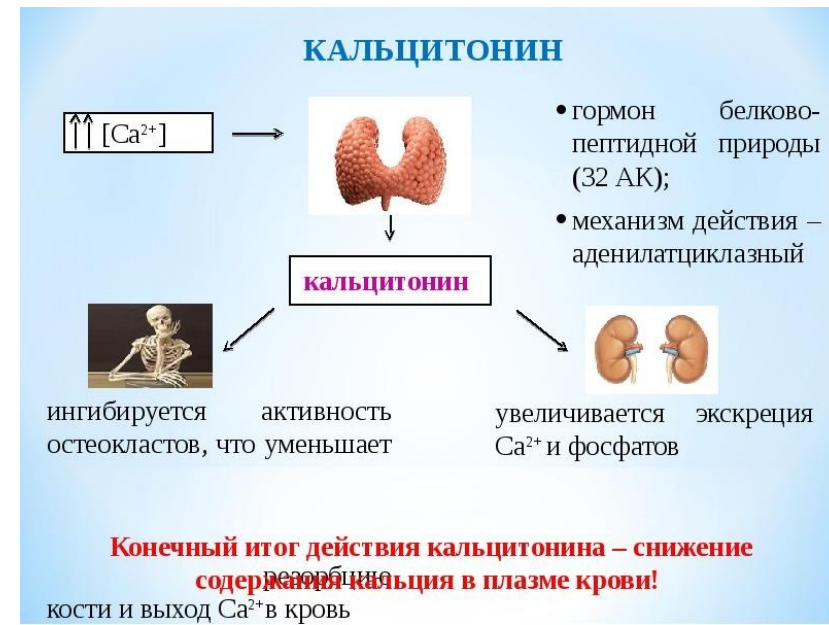 КАЛЬЦИТОНИН
⇈ [Ca²⁺]
• гормон белково-
пептидной природы
(32 АК);
• механизм действия –
аденилатциклазный
кальцитонин
ингибируется активность
остеокластов, что уменьшает
резорбцию
кости и выход Ca²⁺ в кровь
увеличивается экскреция
Ca²⁺ и фосфатов
Конечный итог действия кальцитонина – снижение
содержания кальция в плазме крови!